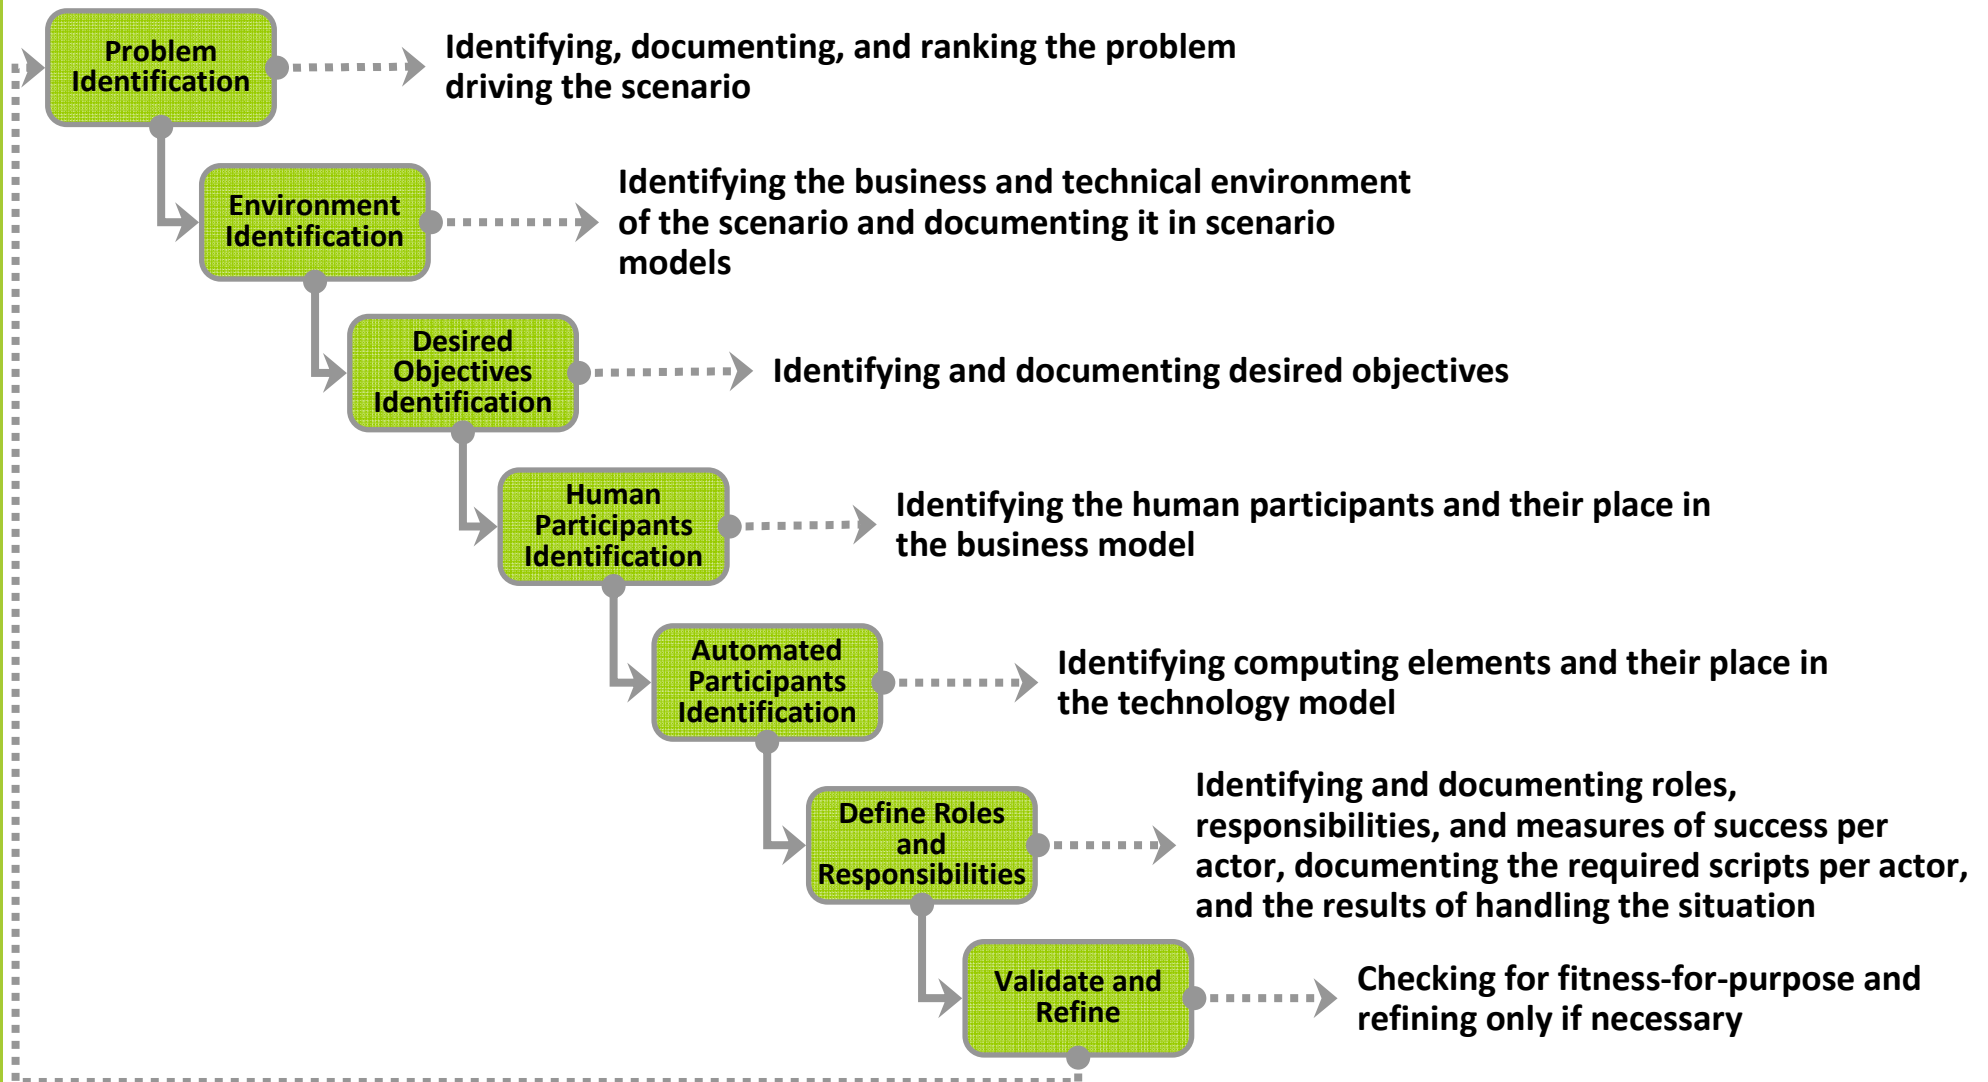 Problem
Identification
Identifying, documenting, and ranking the problem
driving the scenario
Environment
Identification
Identifying the business and technical environment
of the scenario and documenting it in scenario
models
Desired
Objectives
Identification
Identifying and documenting desired objectives
Human
Participants
Identification
Identifying the human participants and their place in
the business model
Automated
Participants
Identification
Identifying computing elements and their place in
the technology model
Define Roles
and
Responsibilities
Identifying and documenting roles,
responsibilities, and measures of success per
actor, documenting the required scripts per actor,
and the results of handling the situation
Validate and
Refine
Checking for fitness-for-purpose and
refining only if necessary